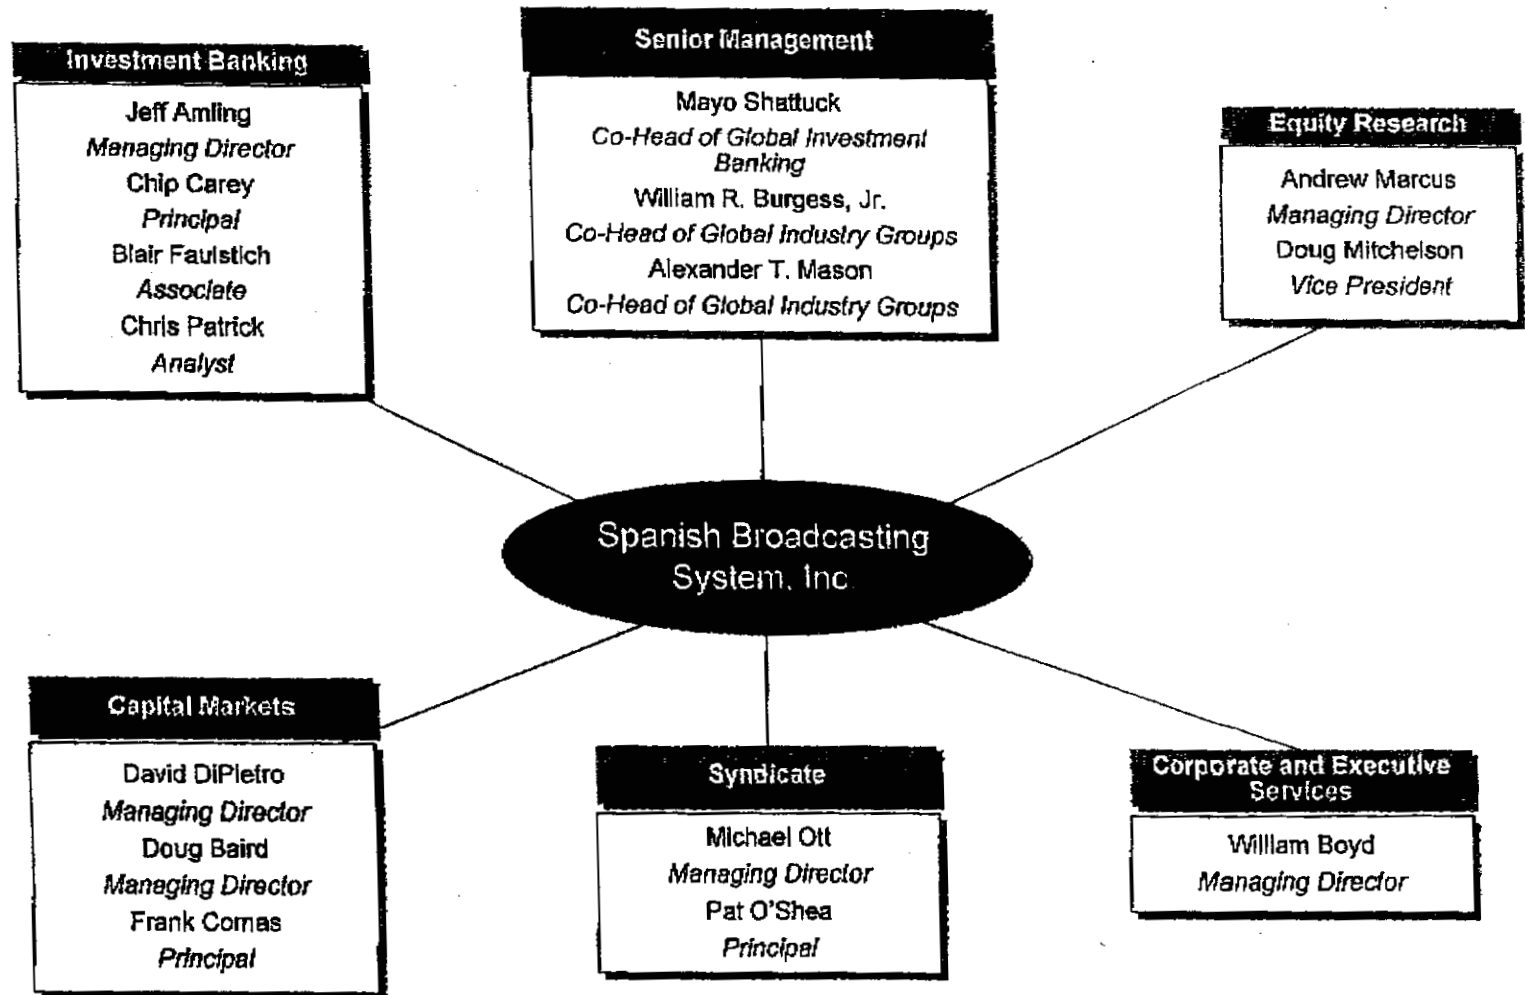 Investment Banking
Jeff Amling
Managing Director
Chip Carey
Principal
Blair Faulstich
Associate
Chris Patrick
Analyst
Senior Management
Mayo Shattuck
Co-Head of Global Investment
Banking
William R. Burgess, Jr.
Co-Head of Global Industry Groups
Alexander T. Mason
Co-Head of Global Industry Groups
Equity Research
Andrew Marcus
Managing Director
Doug Mitchelson
Vice President
Spanish Broadcasting
System, Inc
Capital Markets
David DiPietro
Managing Director
Doug Baird
Managing Director
Frank Comas
Principal
Syndicate
Michael Ott
Managing Director
Pat O'Shea
Principal
Corporate and Executive
Services
William Boyd
Managing Director